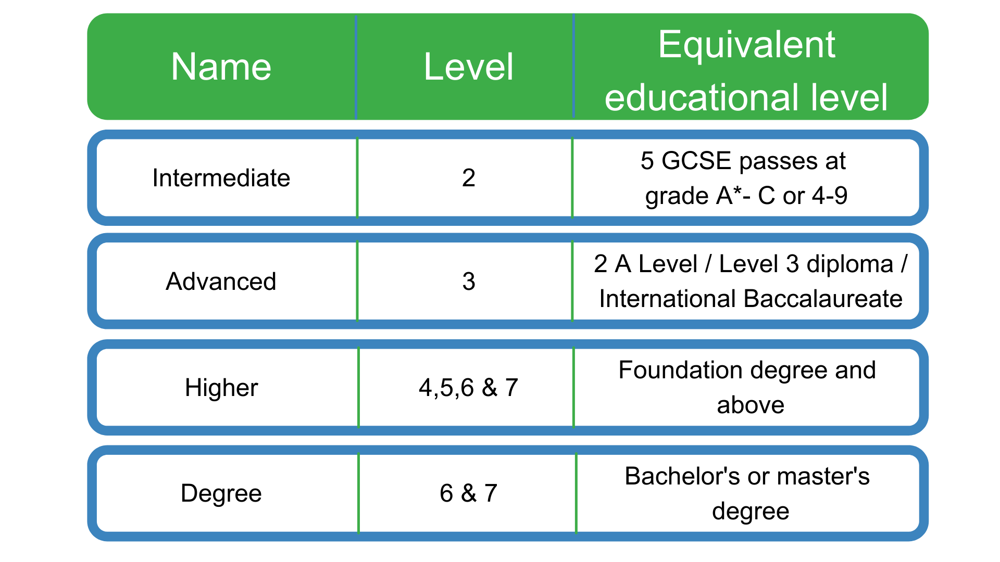 Name
Level
Equivalent
educational level
Intermediate
2
5 GCSE passes at
grade A*- C or 4-9
Advanced
3
2 A Level / Level 3 diploma /
International Baccalaureate
Higher
4,5,6 & 7
Foundation degree and
above
Degree
6 & 7
Bachelor's or master's
degree